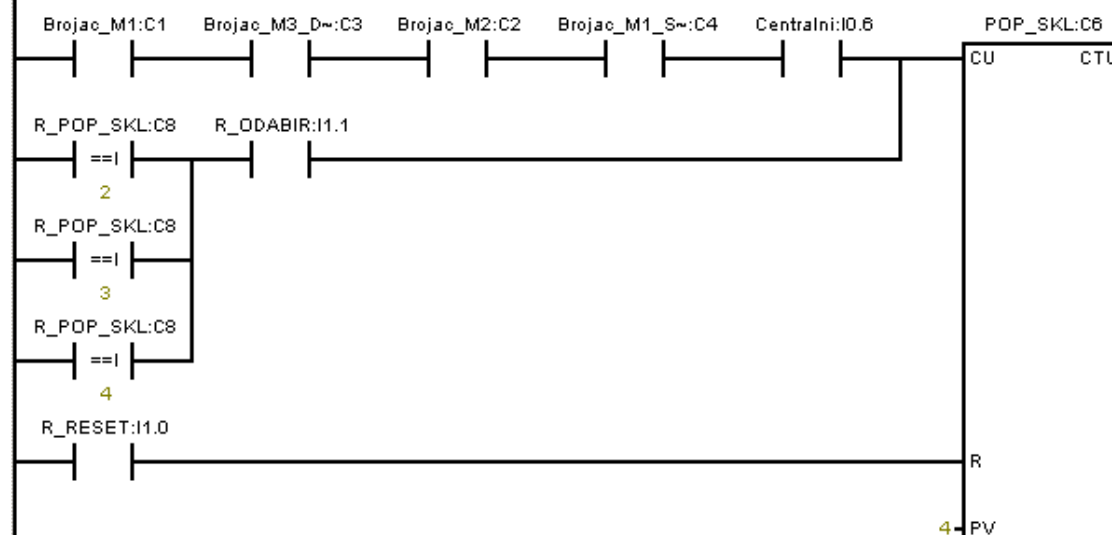 Brojac_M1:C1 Brojac_M3_D~:C3 Brojac_M2:C2 Brojac_M1_S~:C4 Centralni:I0.6 POP_SKL:C6
CU CTU
R_POP_SKL:C8 R_ODABIR:I1.1
==I
2
R_POP_SKL:C8
==I
3
R_POP_SKL:C8
==I
4
R_RESET:I1.0
R
4 PV